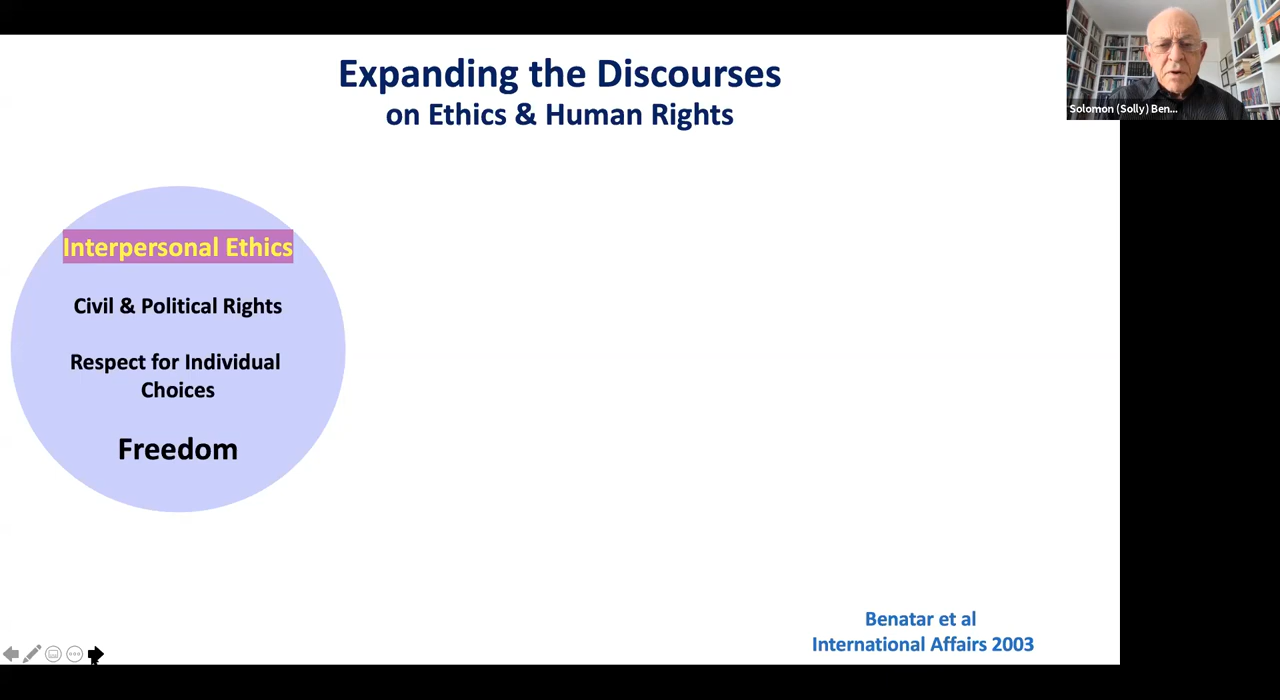 Expanding the Discourses
on Ethics & Human Rights
Solomon (Solly) Ben...
Interpersonal Ethics
Civil & Political Rights
Respect for Individual
Choices
Freedom
Benatar et al
International Affairs 2003